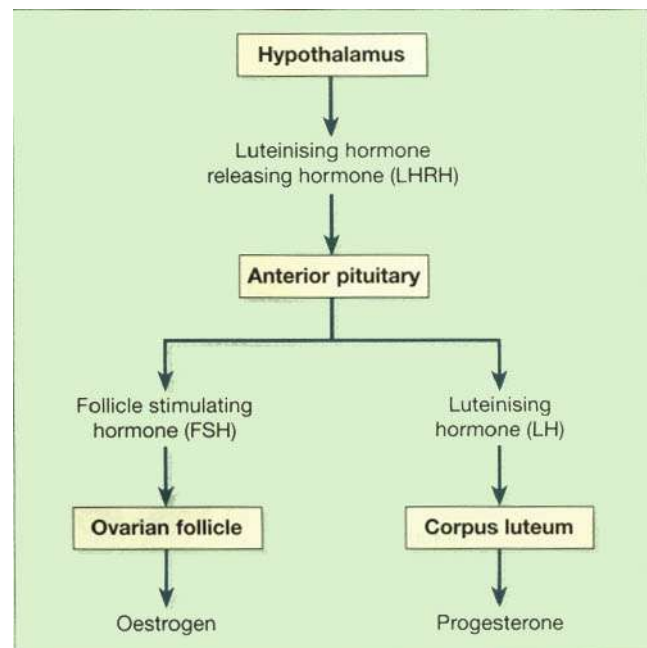 Hypothalamus
Luteinising hormone
releasing hormone (LHRH)
Anterior pituitary
Follicle stimulating
hormone (FSH)
Luteinising
hormone (LH)
Ovarian follicle
Corpus luteum
Oestrogen
Progesterone